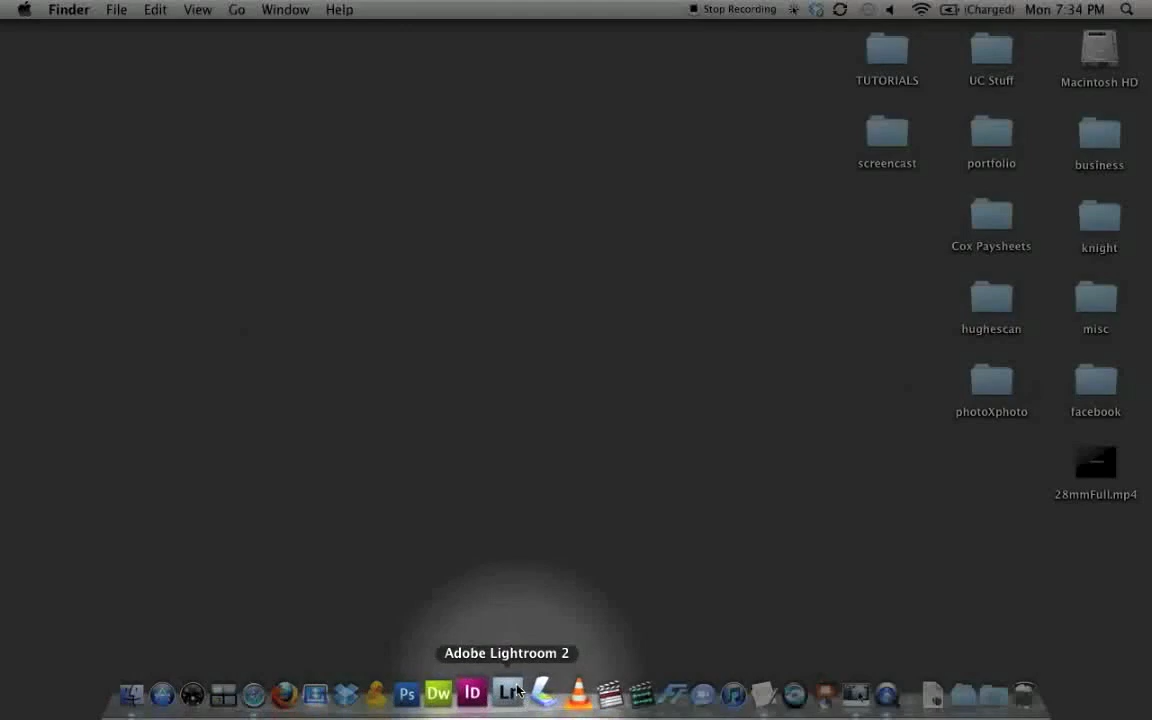 Finder File Edit View Go Window Help Stop Recording (Charged) Mon 7:34 PM
TUTORIALS UC Stuff Macintosh HD
screencast portfolio business
Cox Paysheets knight
hughescan misc
photoXphoto facebook
28mmFull.mp4
Adobe Lightroom 2
Ps Dw ID Lr